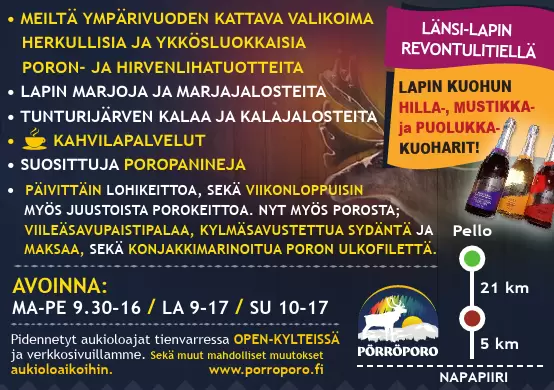 • MEILTÄ YMPÄRIVUODEN KATTAVA VALIKOIMA
HERKULLISIA JA YKKÖSLUOKKAISIA
PORON- JA HIRVENLIHATUOTTEITA
• LAPIN MARJOJA JA MARJAJALOSTEITA
• TUNTURIJÄRVEN KALAA JA KALAJALOSTEITA
• KAHVILAPALVELUT
• SUOSITTUJA POROPANINEJA
• PÄIVITTÄIN LOHIKEITTOA, SEKÄ VIIKONLOPPUISIN
MYÖS JUUSTOISTA POROKEITTOA. NYT MYÖS POROSTA;
VIILEÄSAVUPAISTIPALAA, KYLMÄSAVUSTETTUA SYDÄNTÄ JA
MAKSAA, SEKÄ KONJAKKIMARINOITUA PORON ULKOFILETTÄ.
LÄNSI-LAPIN
REVONTULITIELLÄ
LAPIN KUOHUN
HILLA-, MUSTIKKA-
ja PUOLUKKA-
KUOHARIT!
AVOINNA:
MA-PE 9.30-16 / LA 9-17 / SU 10-17
Pidennetyt aukioloajat tienvarressa OPEN-KYLTEISSÄ
ja verkkosivuillamme. Sekä muut mahdolliset muutokset
aukioloaikoihin. www.porroporo.fi
PÖRRÖPORO
Pello
21 km
5 km
NAPAPIIRI